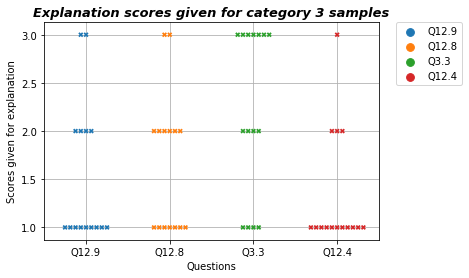 Explanation scores given for category 3 samples
Q12.9
Q12.8
Q3.3
Q12.4
3.0
2.5
2.0
1.5
1.0
Scores given for explanation
Q12.9 Q12.8 Q3.3 Q12.4
Questions